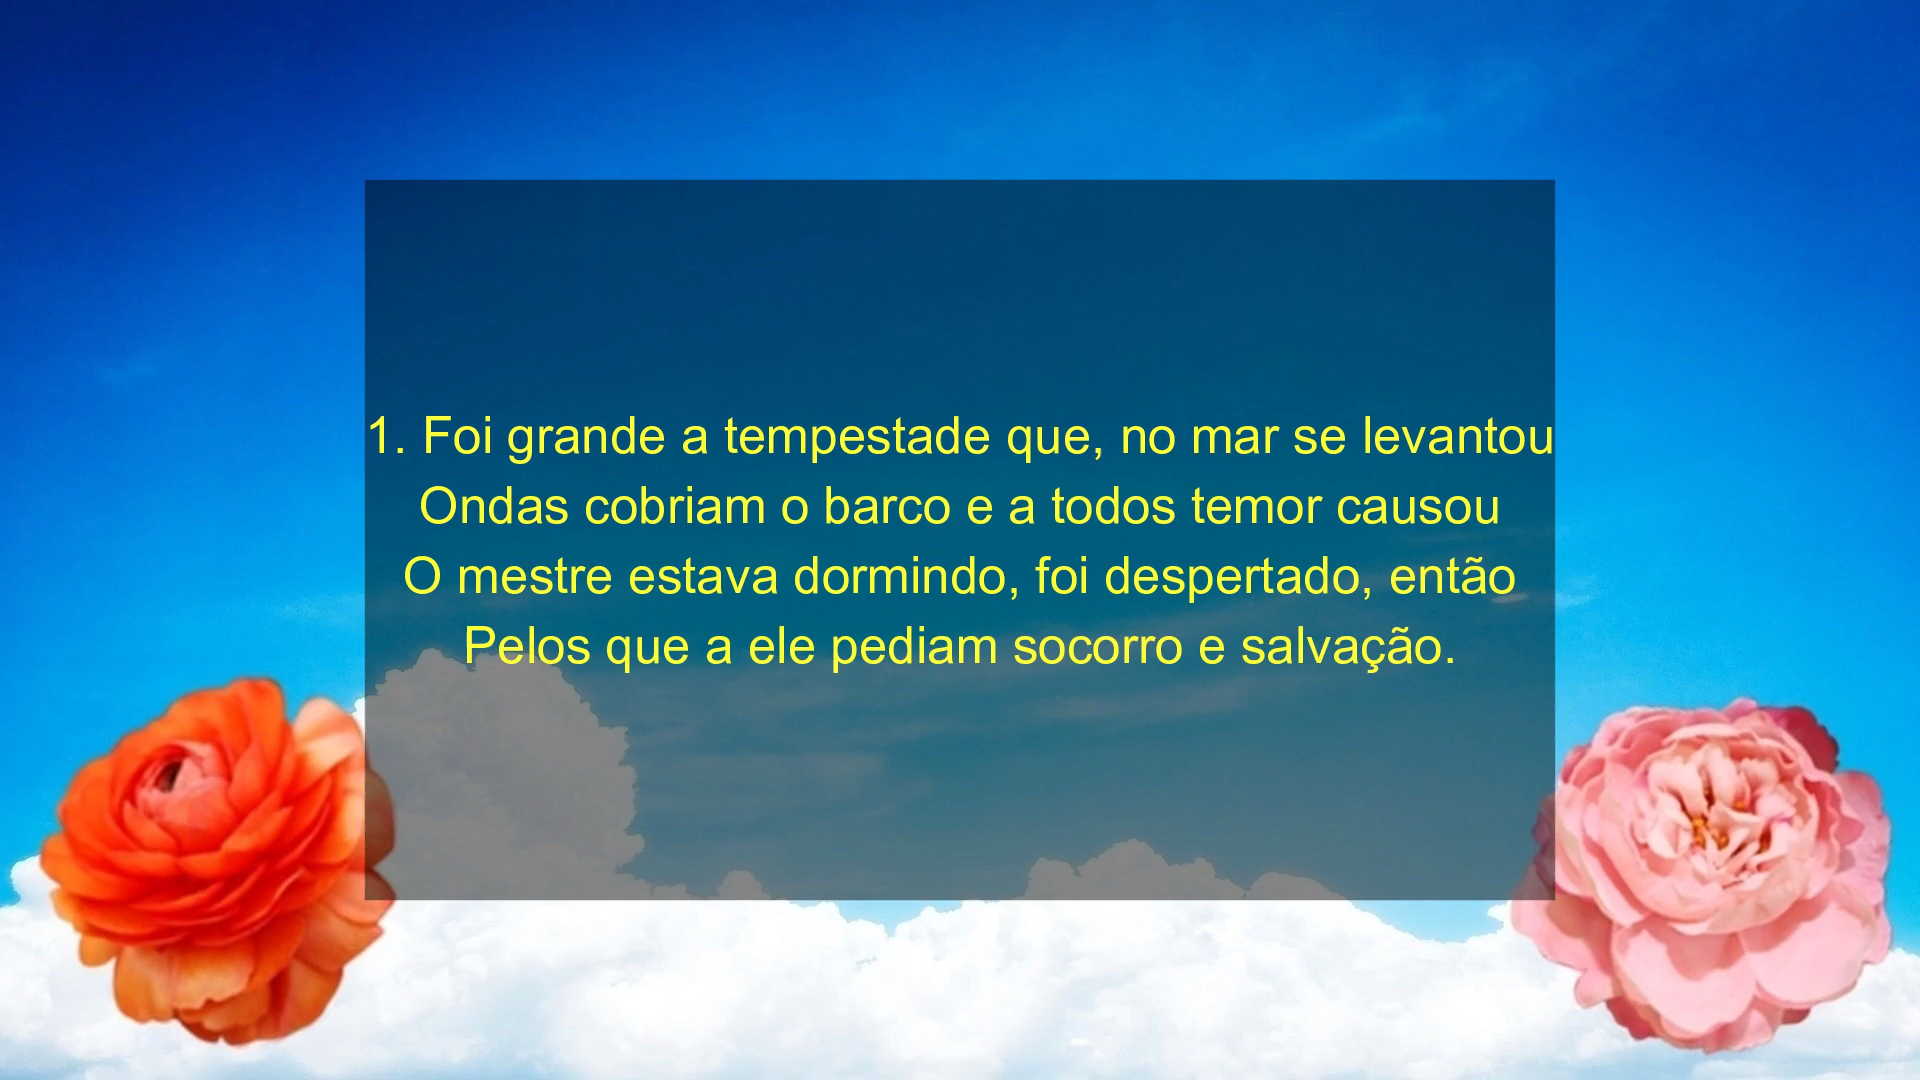 1. Foi grande a tempestade que, no mar se levantou
Ondas cobriam o barco e a todos temor causou
O mestre estava dormindo, foi despertado, então
Pelos que a ele pediam socorro e salvação.